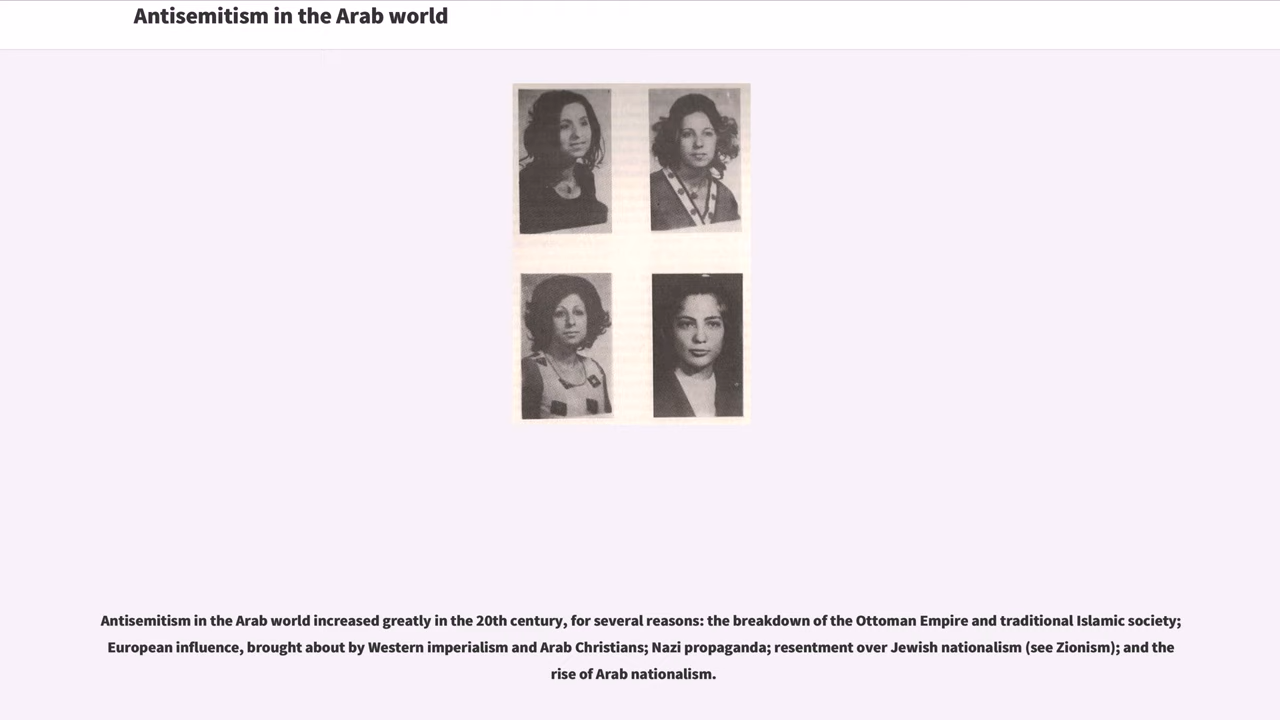 Antisemitism in the Arab world
Antisemitism in the Arab world increased greatly in the 20th century, for several reasons: the breakdown of the Ottoman Empire and traditional Islamic society;
European influence, brought about by Western imperialism and Arab Christians; Nazi propaganda; resentment over Jewish nationalism (see Zionism); and the
rise of Arab nationalism.